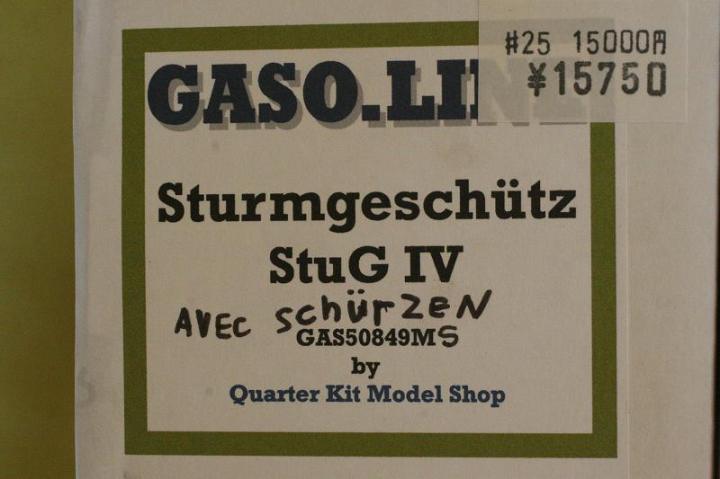 #25 15000円
¥15750
GASO.LIN
Sturmgeschütz
StuG IV
AVEC SCHÜRZEN
GAS50849MS
by
Quarter Kit Model Shop